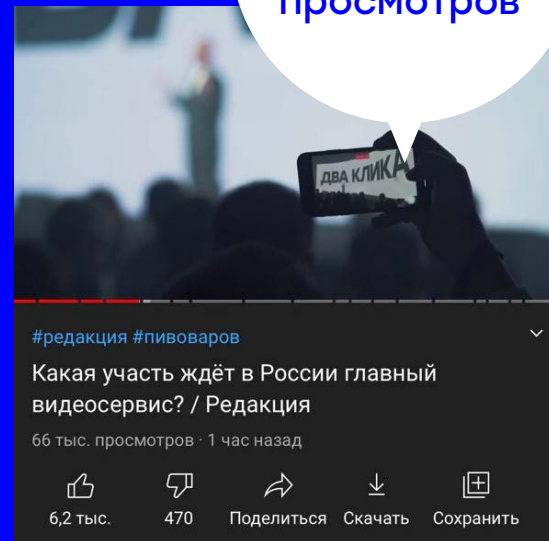 просмотров
ДВА КЛИКА
#редакция #пивоваров
Какая участь ждёт в России главный
видеосервис? / Редакция
66 тыс. просмотров · 1 час назад
6,2 тыс.
470
Поделиться
Скачать
Сохранить